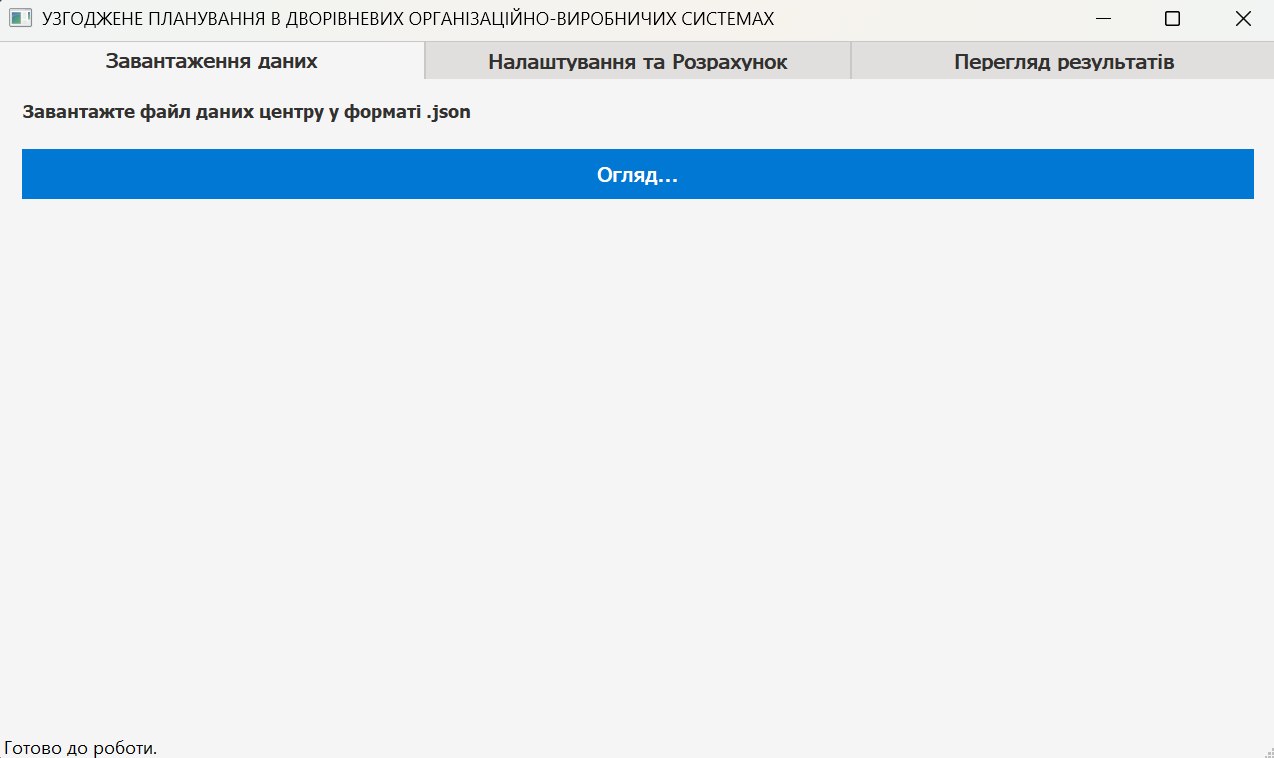 УЗГОДЖЕНЕ ПЛАНУВАННЯ В ДВОРІВНЕВИХ ОРГАНІЗАЦІЙНО-ВИРОБНИЧИХ СИСТЕМАХ
Завантаження даних
Налаштування та Розрахунок
Перегляд результатів
Завантажте файл даних центру у форматі .json
Огляд...
Готово до роботи.